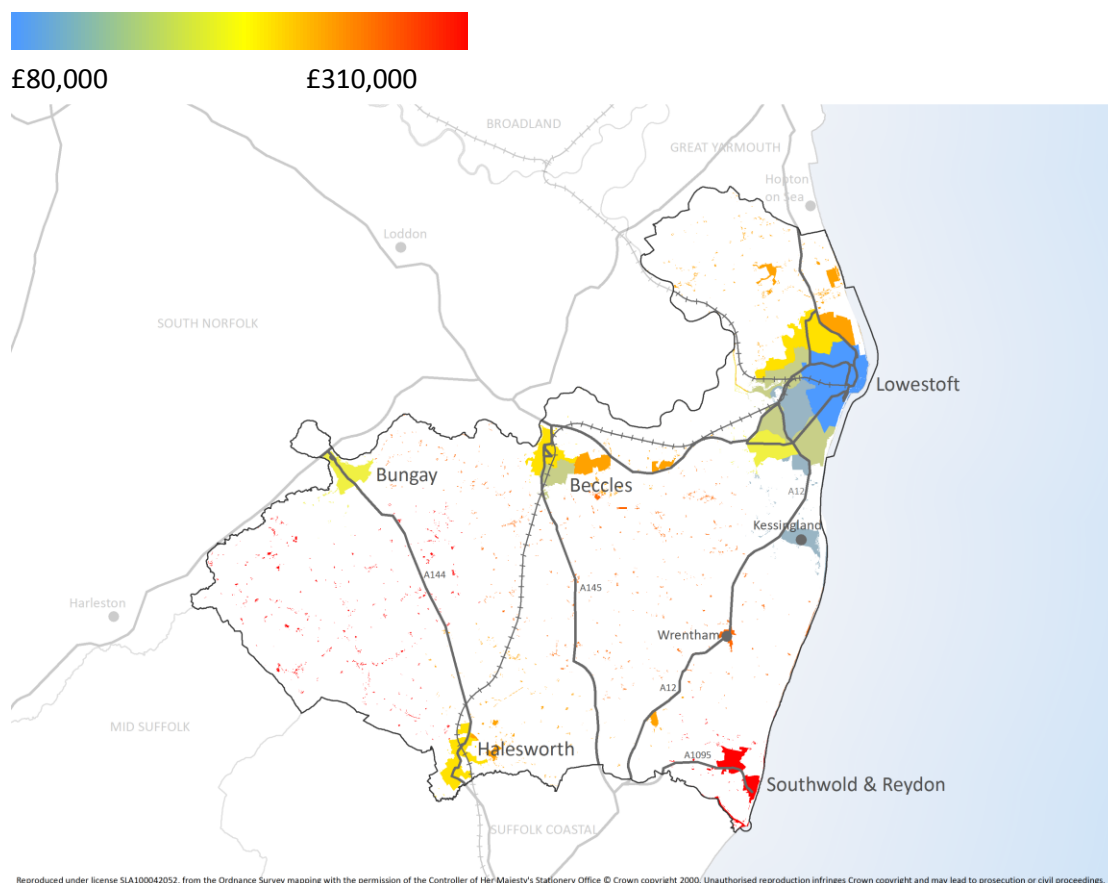 £80,000 £310,000
BROADLAND
GREAT YARMOUTH
Hopton
on Sea
Loddon
SOUTH NORFOLK
Lowestoft
Bungay
Beccles
A12
Kessingland
A144
A145
Harleston
Wrentham
A12
MID SUFFOLK
Halesworth
A1095
Southwold & Reydon
SUFFOLK COASTAL
Reproduced under license SLA100042052, from the Ordnance Survey mapping with the permission of the Controller of Her Majesty's Stationery Office © Crown copyright 2000. Unauthorised reproduction infringes Crown copyright and may lead to prosecution or civil proceedings.